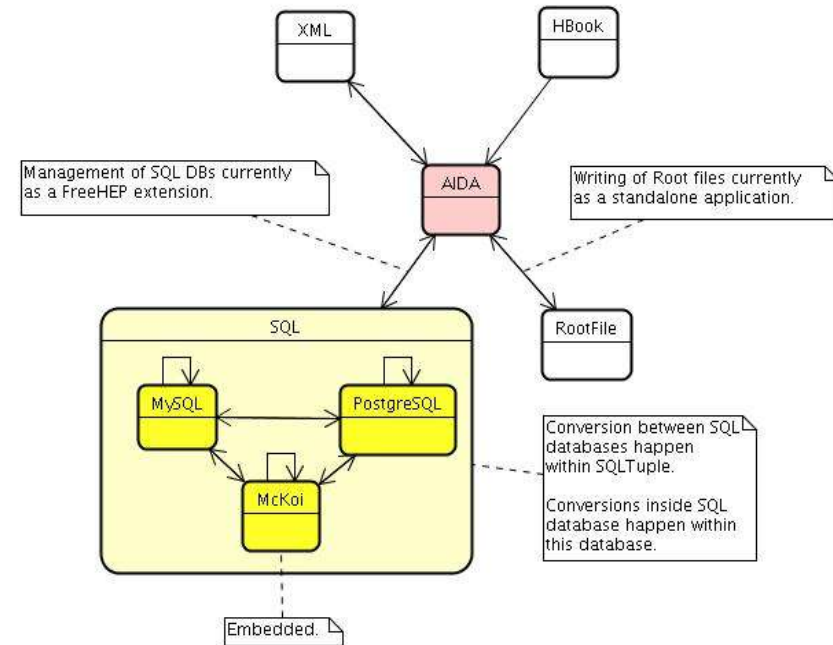 XML
HBook
Management of SQL DBs currently
as a FreeHEP extension.
AIDA
Writing of Root files currently
as a standalone application.
SQL
RootFile
MySQL
PostgreSQL
McKoi
Conversion between SQL
databases happen
within SQLTuple.
Conversions inside SQL
database happen within
this database.
Embedded.